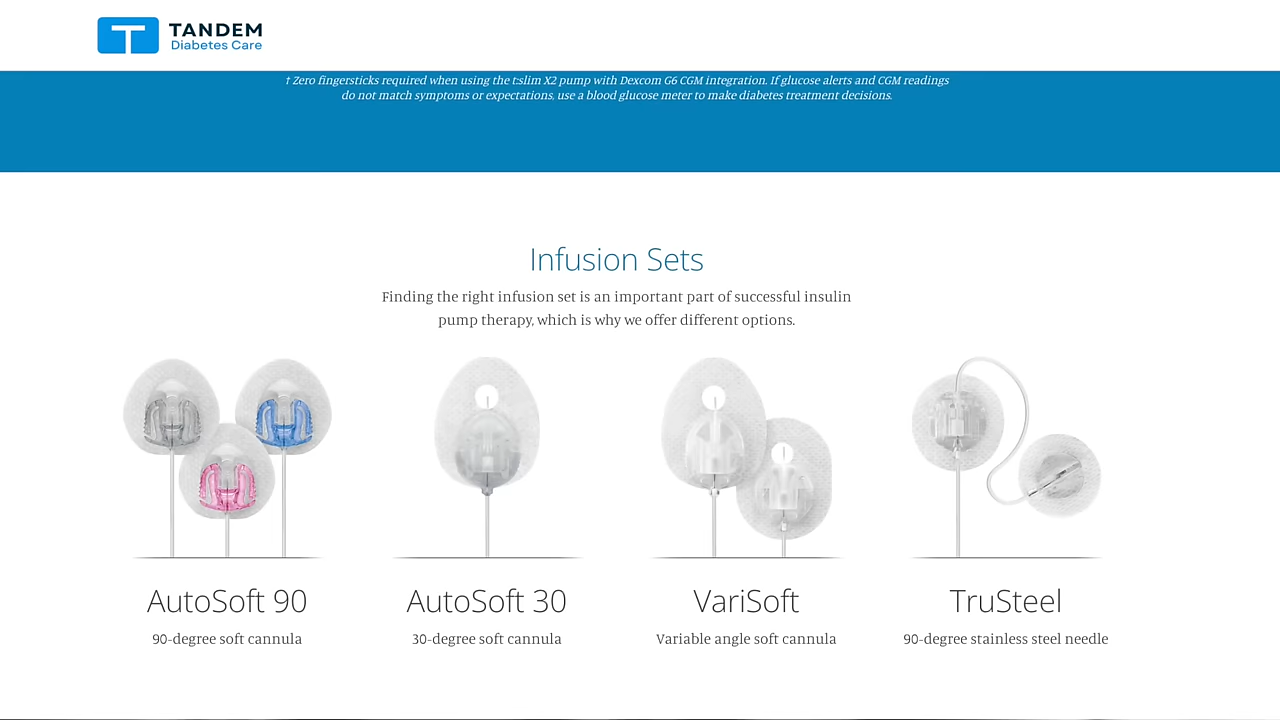 TANDEM
Diabetes Care
† Zero fingersticks required when using the t:slim X2 pump with Dexcom G6 CGM integration. If glucose alerts and CGM readings
do not match symptoms or expectations, use a blood glucose meter to make diabetes treatment decisions.
Infusion Sets
Finding the right infusion set is an important part of successful insulin
pump therapy, which is why we offer different options.
AutoSoft 90
90-degree soft cannula
AutoSoft 30
30-degree soft cannula
VariSoft
Variable angle soft cannula
TruSteel
90-degree stainless steel needle